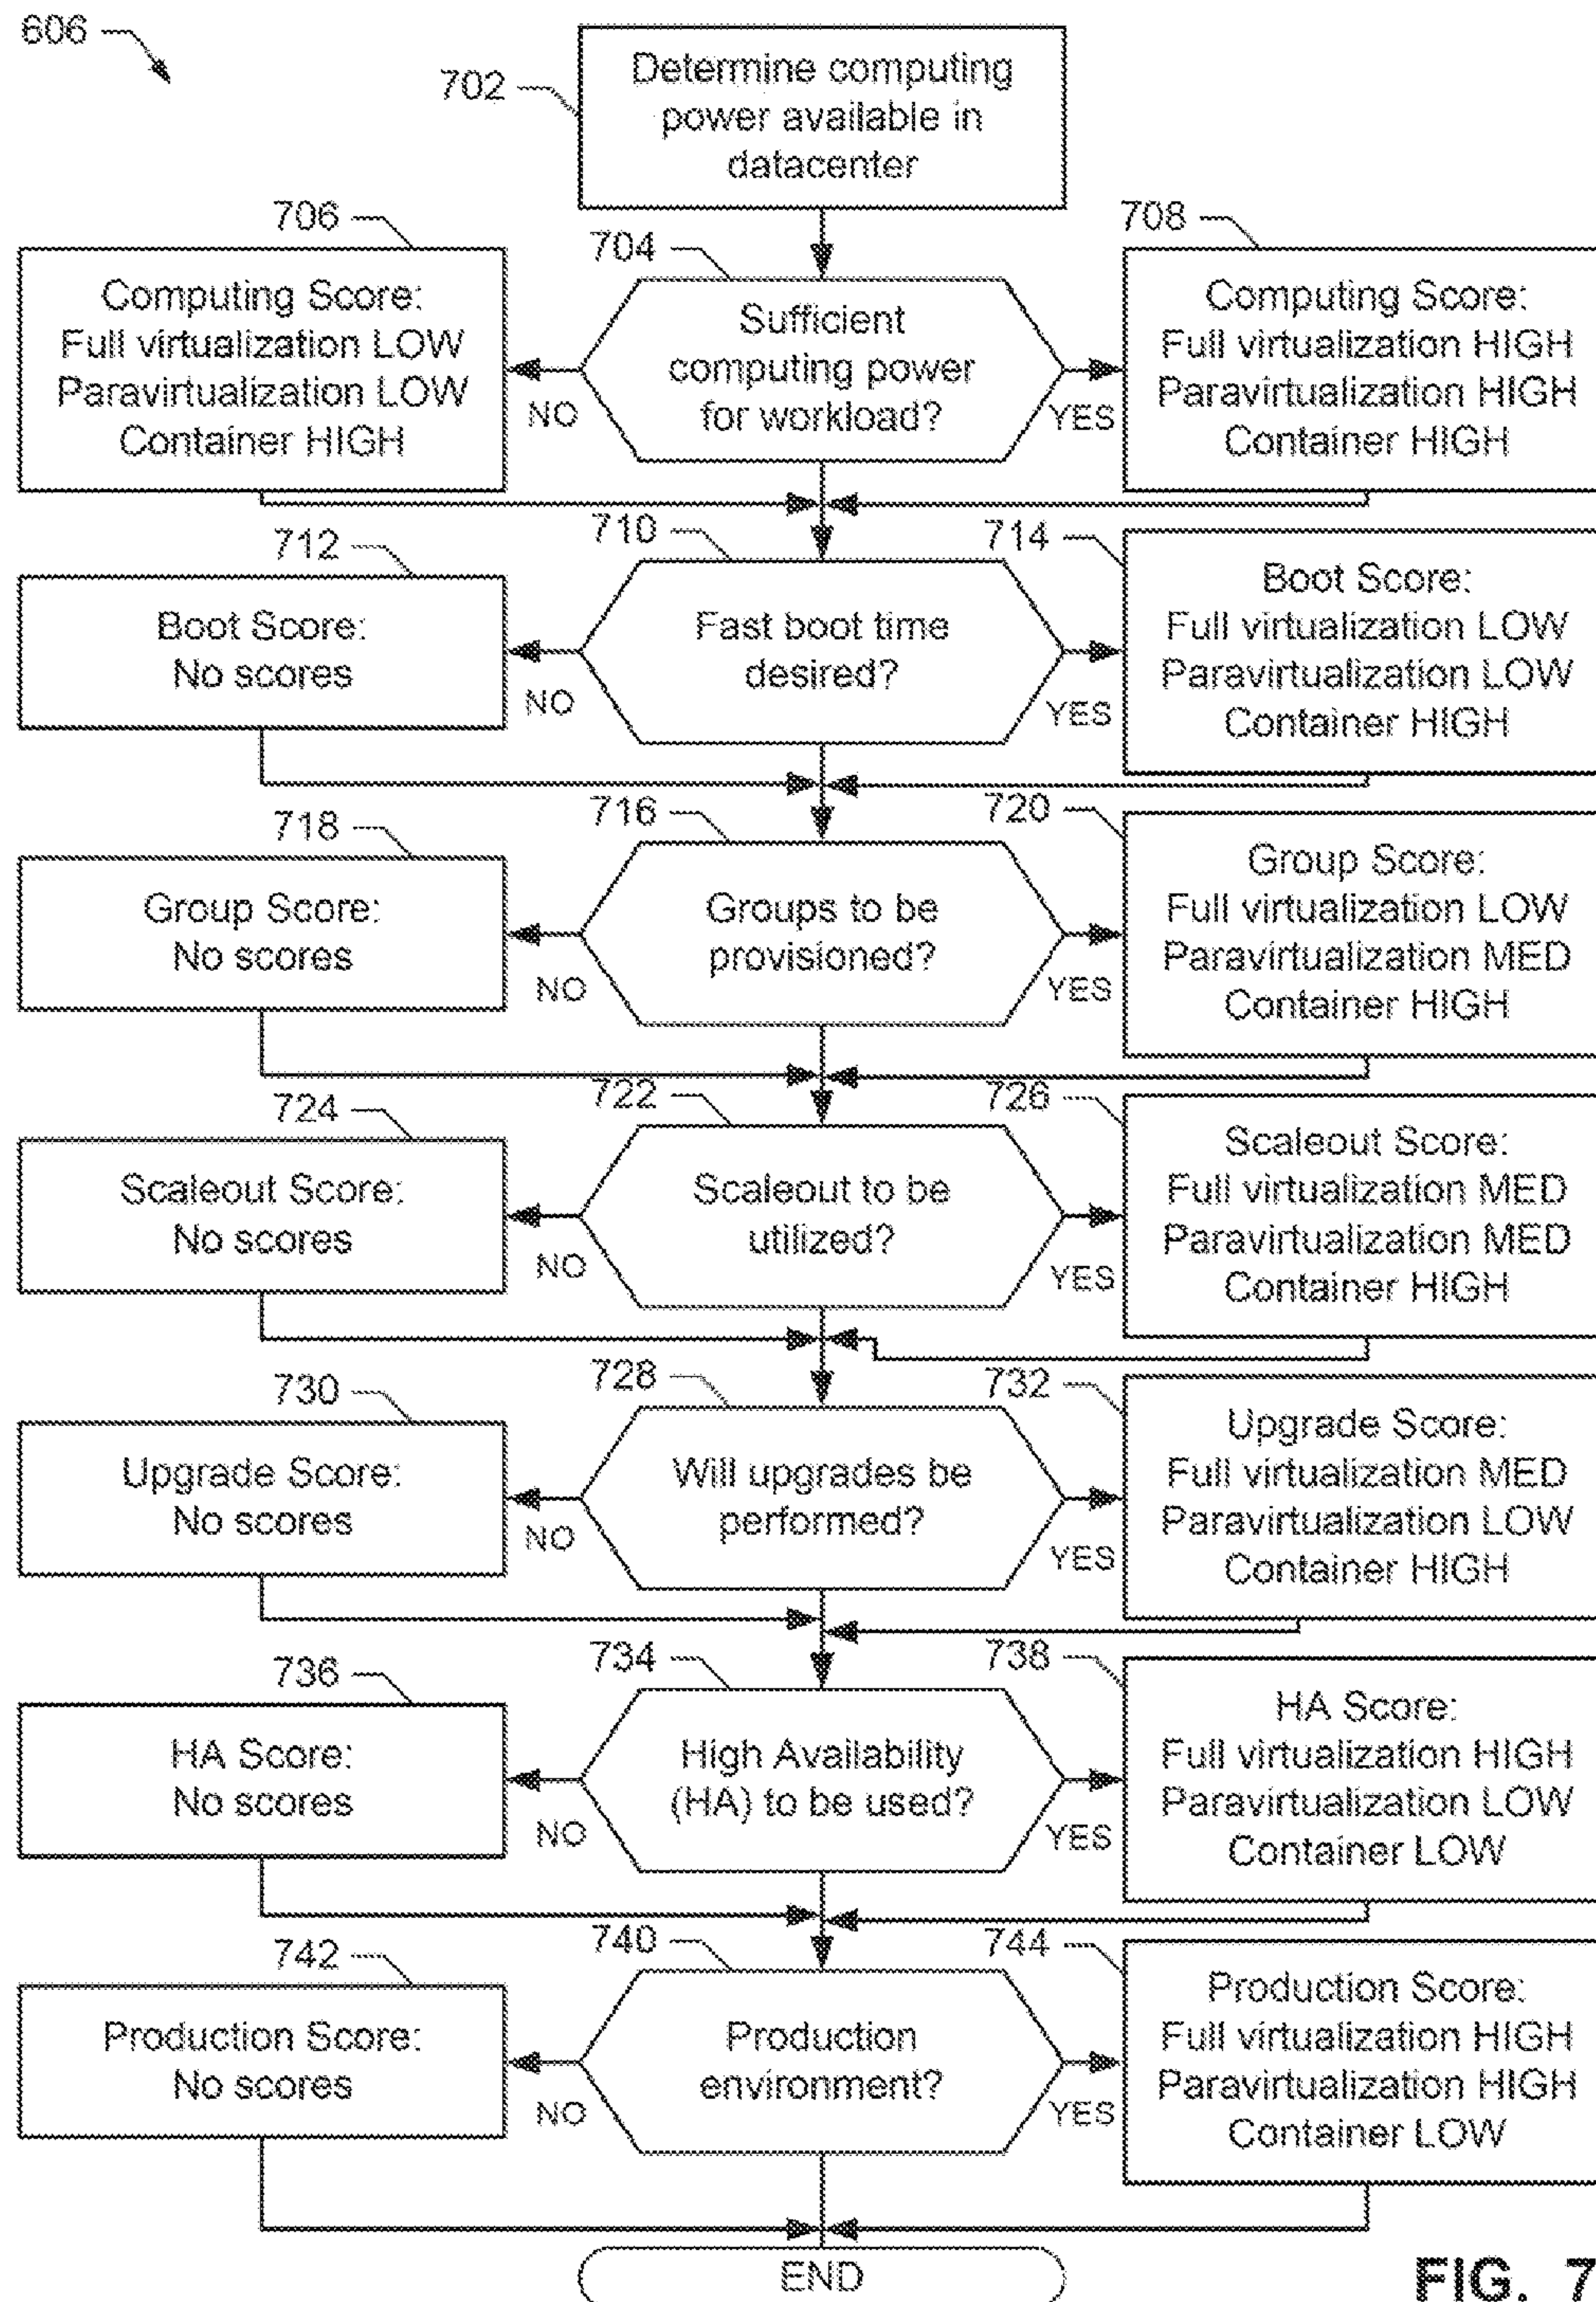 606
702
Determine computing
power available in
datacenter
706
Computing Score:
Full virtualization LOW
Paravirtualization LOW
Container HIGH
704
Sufficient
computing power
for workload?
NO
YES
708
Computing Score:
Full virtualization HIGH
Paravirtualization HIGH
Container HIGH
712
Boot Score:
No scores
710
Fast boot time
desired?
NO
YES
714
Boot Score:
Full virtualization LOW
Paravirtualization LOW
Container HIGH
718
Group Score:
No scores
716
Groups to be
provisioned?
NO
YES
720
Group Score:
Full virtualization LOW
Paravirtualization MED
Container HIGH
724
Scaleout Score:
No scores
722
Scaleout to be
utilized?
NO
YES
726
Scaleout Score:
Full virtualization MED
Paravirtualization MED
Container HIGH
730
Upgrade Score:
No scores
728
Will upgrades be
performed?
NO
YES
732
Upgrade Score:
Full virtualization MED
Paravirtualization LOW
Container HIGH
736
HA Score:
No scores
734
High Availability
(HA) to be used?
NO
YES
738
HA Score:
Full virtualization HIGH
Paravirtualization LOW
Container LOW
742
Production Score:
No scores
740
Production
environment?
NO
YES
744
Production Score:
Full virtualization HIGH
Paravirtualization HIGH
Container LOW
END
FIG. 7